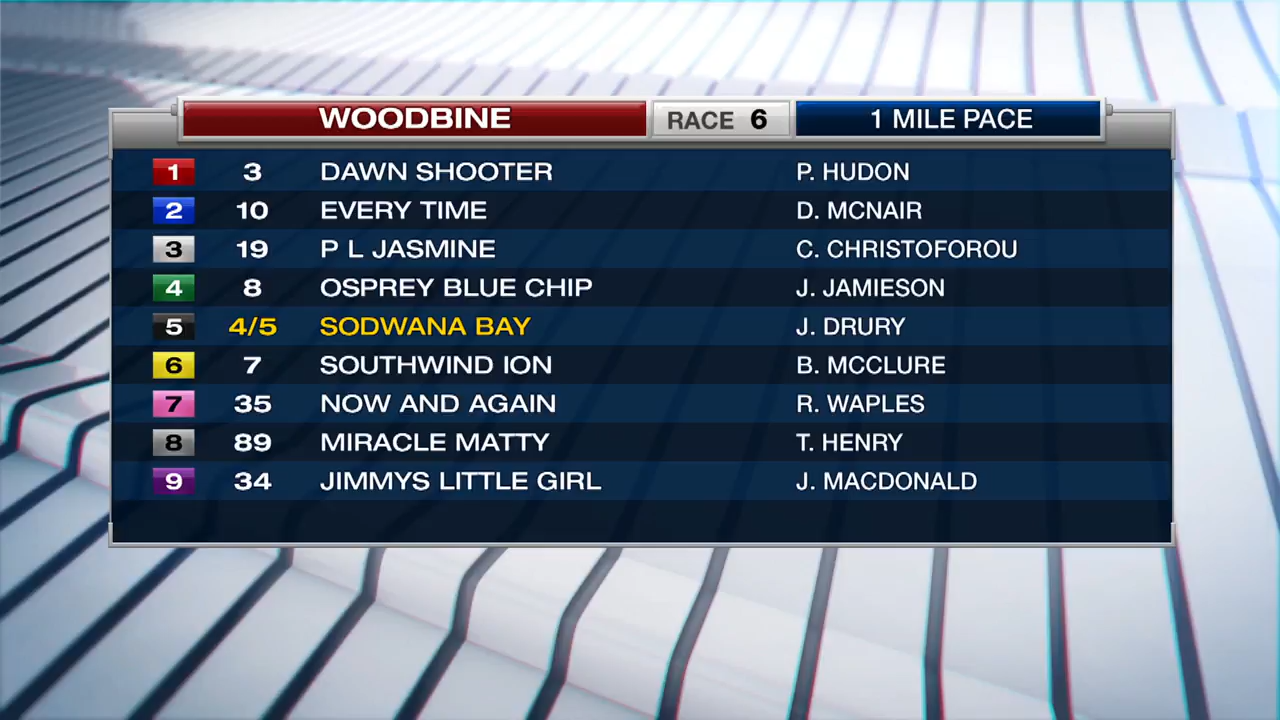 WOODBINE RACE 6 1 MILE PACE
1 3 DAWN SHOOTER P. HUDON
2 10 EVERY TIME D. MCNAIR
3 19 P L JASMINE C. CHRISTOFOROU
4 8 OSPREY BLUE CHIP J. JAMIESON
5 4/5 SODWANA BAY J. DRURY
6 7 SOUTHWIND ION B. MCCLURE
7 35 NOW AND AGAIN R. WAPLES
8 89 MIRACLE MATTY T. HENRY
9 34 JIMMYS LITTLE GIRL J. MACDONALD